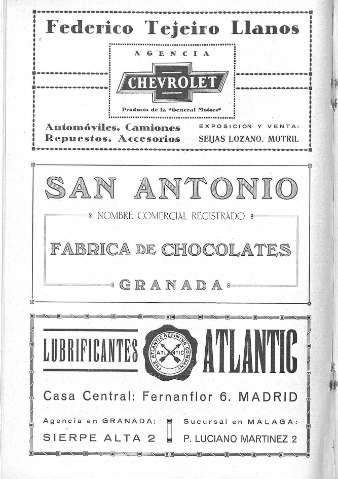 Federico Tejeiro Llanos
AGENCIA
CHEVROLET
Producto de la "General Motors"
Automóviles, Camiones
Repuestos, Accesorios
EXPOSICIÓN Y VENTA:
SEIJAS LOZANO. MOTRIL
SAN ANTONIO
NOMBRE COMERCIAL REGISTRADO
FABRICA DE CHOCOLATES
GRANADA
LUBRIFICANTES
ATLANTIC
ATLANTIC
Casa Central: Fernanflor 6. MADRID
Agencia en GRANADA:
SIERPE ALTA 2
Sucursal en MALAGA:
P. LUCIANO MARTINEZ 2